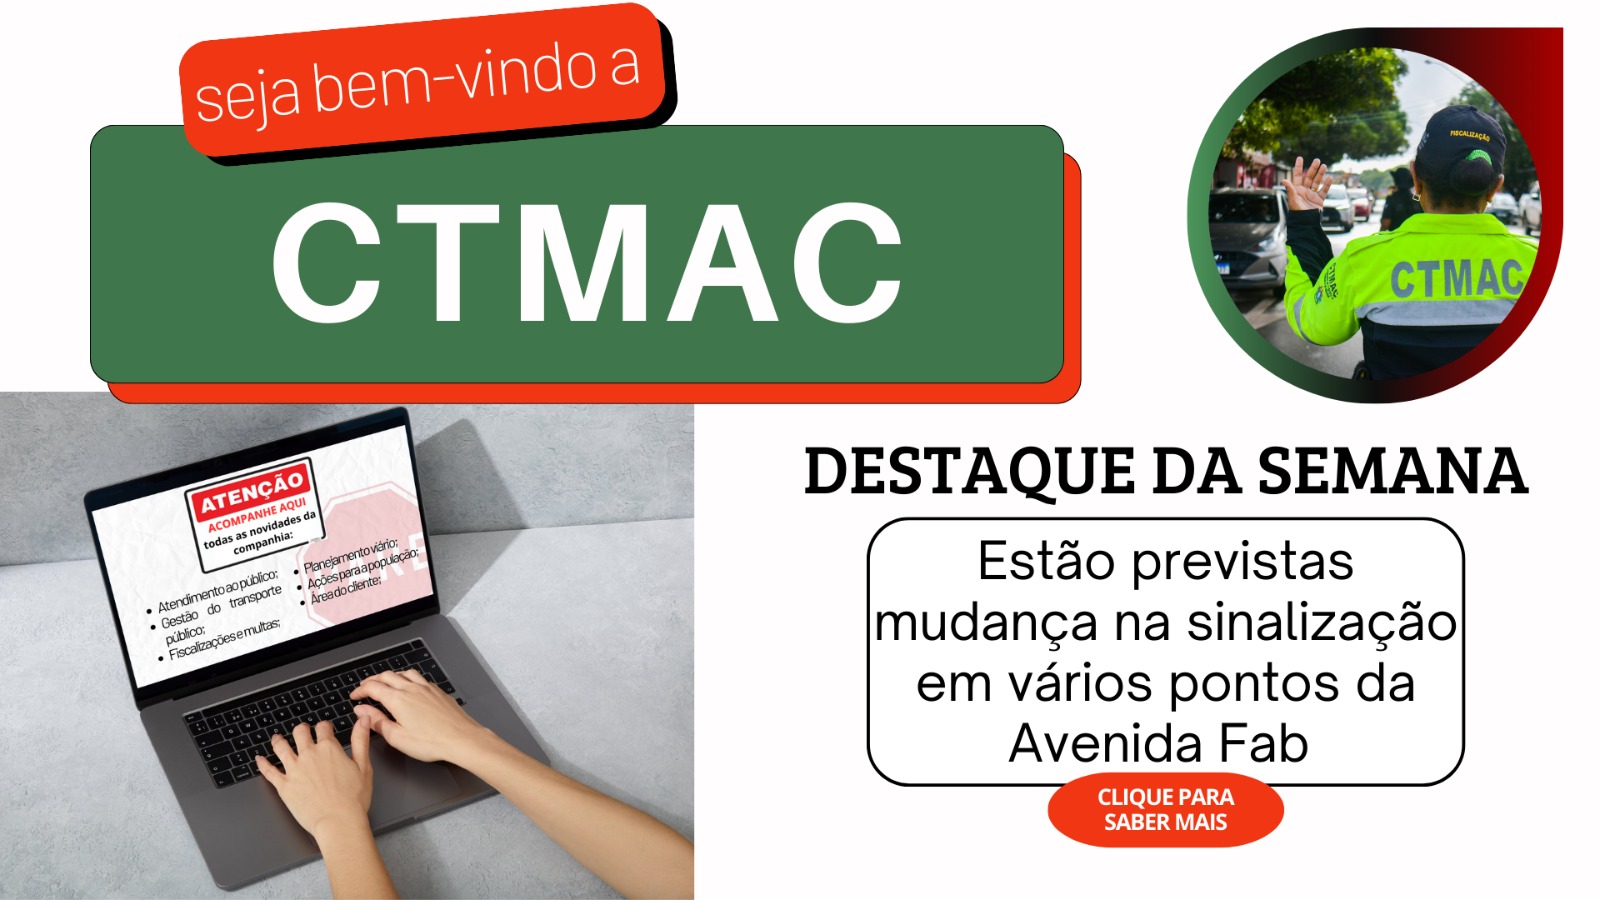 seja bem-vindo a
CTMAC
FISCALIZAÇÃO
CTMAC
CTMAC
ATENÇÃO
ACOMPANHE AQUI
todas as novidades da
companhia:
Atendimento ao público;
Gestão do transporte
público;
Fiscalizações e multas;
Planejamento viário;
Ações para a população;
Área do cliente;
DESTAQUE DA SEMANA
Estão previstas
mudança na sinalização
em vários pontos da
Avenida Fab
CLIQUE PARA
SABER MAIS